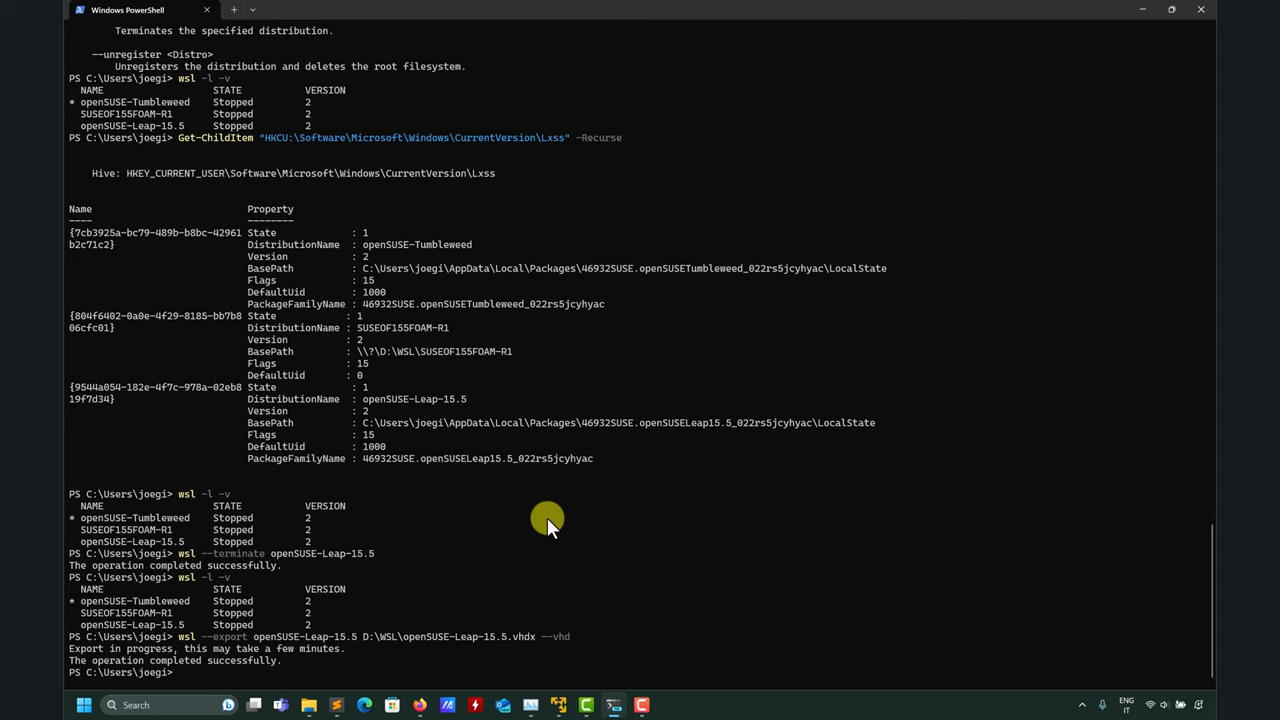 Windows PowerShell
Terminates the specified distribution.
--unregister <Distro>
Unregisters the distribution and deletes the root filesystem.
PS C:\Users\joegi> wsl -l -v
NAME STATE VERSION
* openSUSE-Tumbleweed Stopped 2
SUSEOF155FOAM-R1 Stopped 2
openSUSE-Leap-15.5 Stopped 2
PS C:\Users\joegi> Get-ChildItem "HKCU:\Software\Microsoft\Windows\CurrentVersion\Lxss" -Recurse
Hive: HKEY_CURRENT_USER\Software\Microsoft\Windows\CurrentVersion\Lxss
Name Property
---- --------
{7cb3925a-bc79-489b-b8bc-42961 State : 1
b2c71c2} DistributionName : openSUSE-Tumbleweed
Version : 2
BasePath : C:\Users\joegi\AppData\Local\Packages\46932SUSE.openSUSETumbleweed_022rs5jcyhyac\LocalState
Flags : 15
DefaultUid : 1000
PackageFamilyName : 46932SUSE.openSUSETumbleweed_022rs5jcyhyac
{804f6402-0a0e-4f29-8185-bb7b8 State : 1
06cfc01} DistributionName : SUSEOF155FOAM-R1
Version : 2
BasePath : \\?\D:\WSL\SUSEOF155FOAM-R1
Flags : 15
DefaultUid : 0
{9544a054-182e-4f7c-978a-02eb8 State : 1
19f7d34} DistributionName : openSUSE-Leap-15.5
Version : 2
BasePath : C:\Users\joegi\AppData\Local\Packages\46932SUSE.openSUSELeap15.5_022rs5jcyhyac\LocalState
Flags : 15
DefaultUid : 1000
PackageFamilyName : 46932SUSE.openSUSELeap15.5_022rs5jcyhyac
PS C:\Users\joegi> wsl -l -v
NAME STATE VERSION
* openSUSE-Tumbleweed Stopped 2
SUSEOF155FOAM-R1 Stopped 2
openSUSE-Leap-15.5 Stopped 2
PS C:\Users\joegi> wsl --terminate openSUSE-Leap-15.5
The operation completed successfully.
PS C:\Users\joegi> wsl -l -v
NAME STATE VERSION
* openSUSE-Tumbleweed Stopped 2
SUSEOF155FOAM-R1 Stopped 2
openSUSE-Leap-15.5 Stopped 2
PS C:\Users\joegi> wsl --export openSUSE-Leap-15.5 D:\WSL\openSUSE-Leap-15.5.vhdx --vhd
Export in progress, this may take a few minutes.
The operation completed successfully.
PS C:\Users\joegi>
Search
ENG
IT